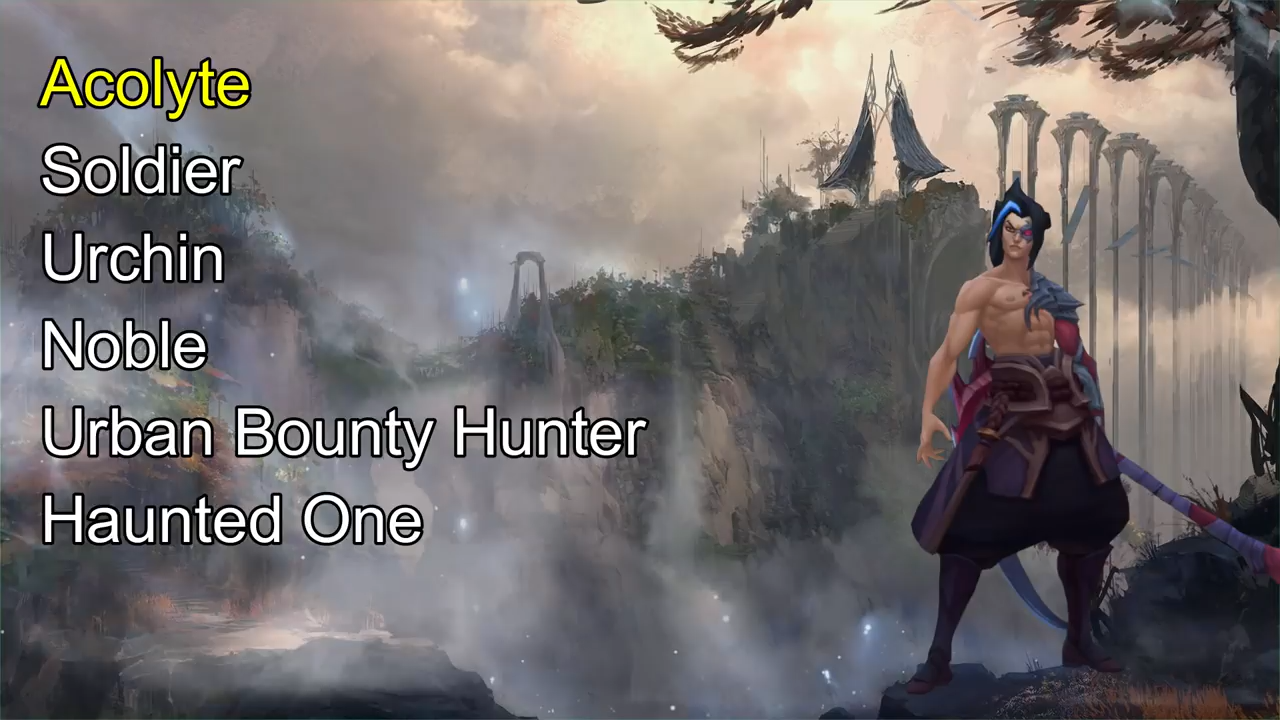 Acolyte
Soldier
Urchin
Noble
Urban Bounty Hunter
Haunted One